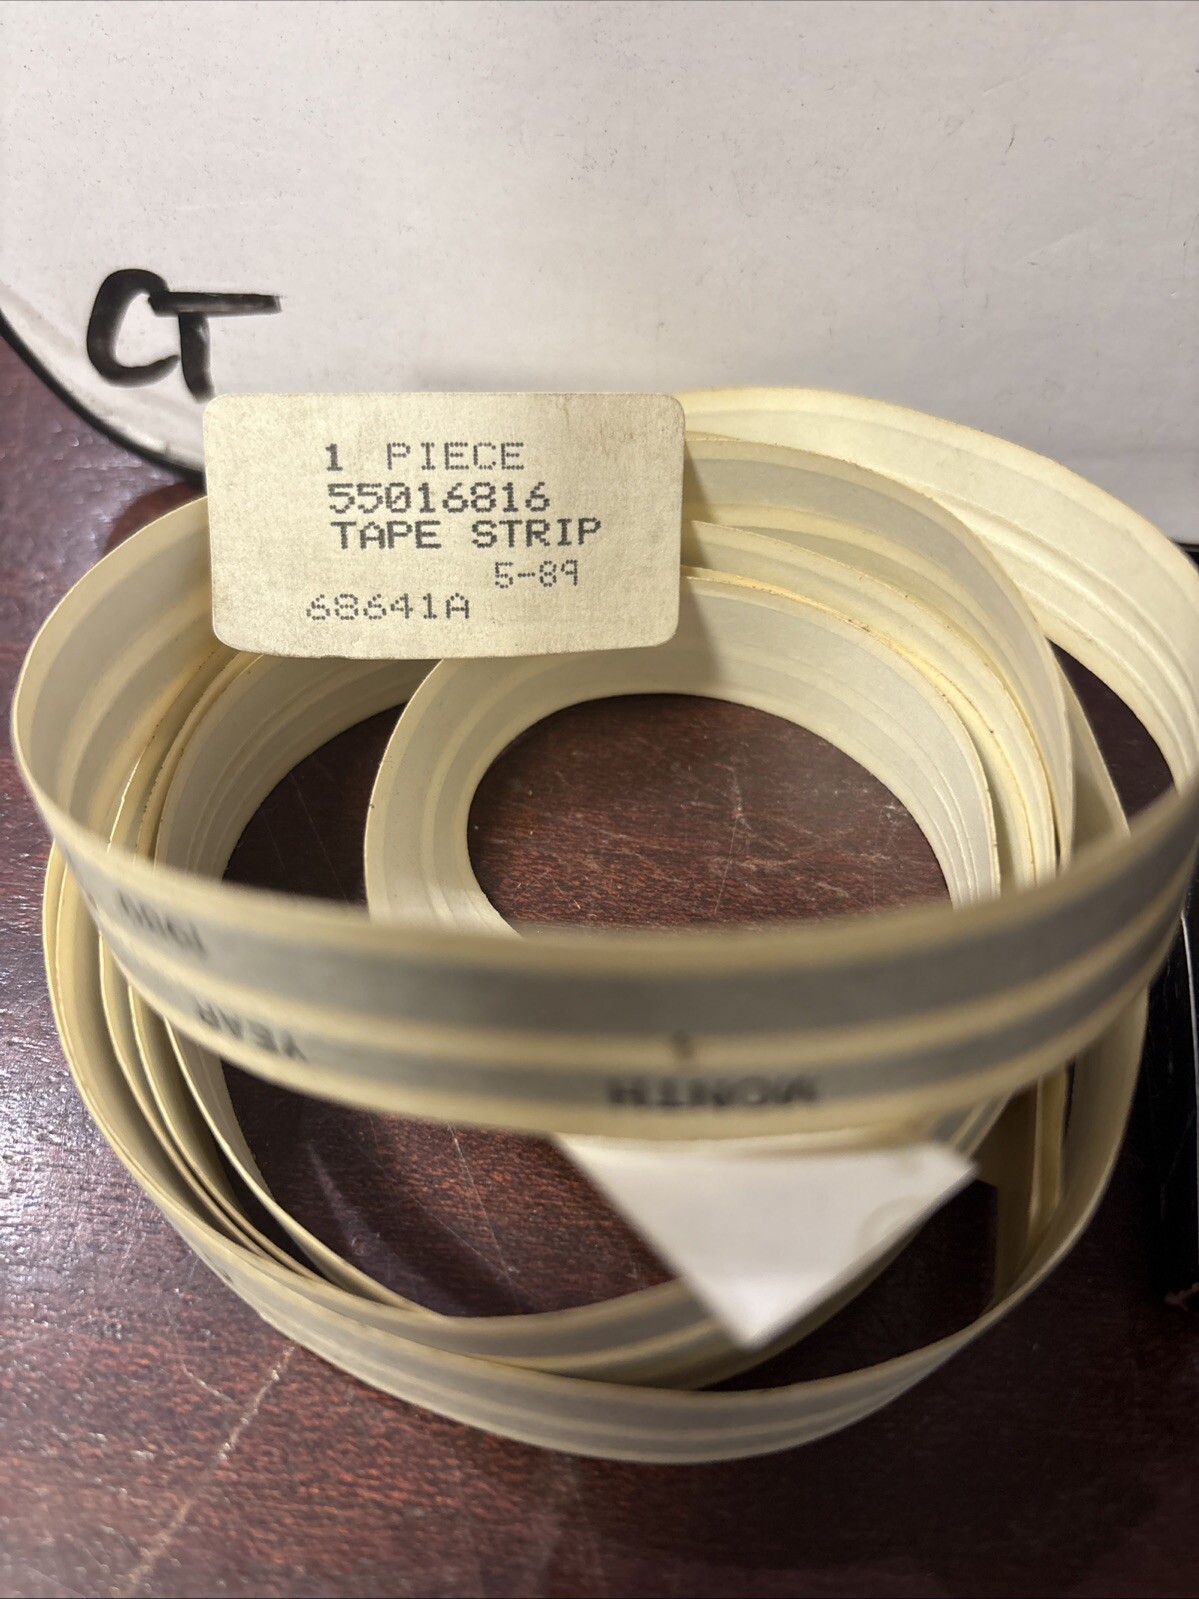 CT
1 PIECE
55016816
TAPE STRIP
5-89
68641A
YEAR
MONTH